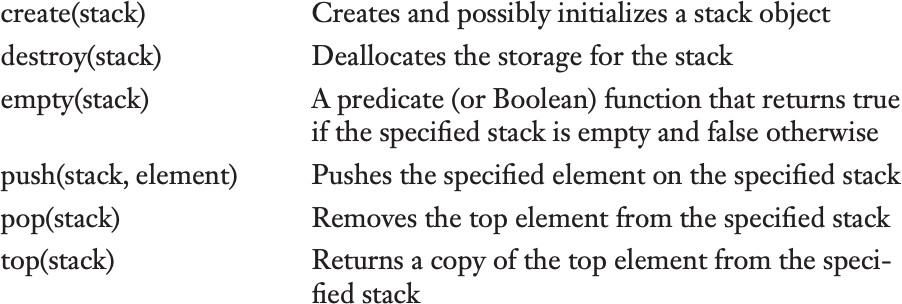 create(stack) Creates and possibly initializes a stack object
destroy(stack) Deallocates the storage for the stack
empty(stack) A predicate (or Boolean) function that returns true
if the specified stack is empty and false otherwise
push(stack, element) Pushes the specified element on the specified stack
pop(stack) Removes the top element from the specified stack
top(stack) Returns a copy of the top element from the speci-
fied stack